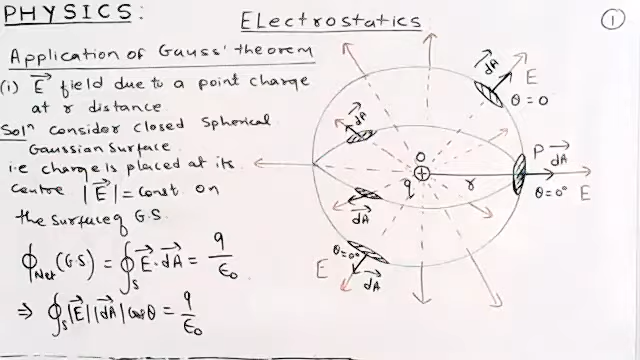 PHYSICS:
Electrostatics
①
Application of Gauss' theorem
(i) E⃗ field due to a point charge
at r distance
Solⁿ consider closed Spherical
Gaussian Surface
i.e charge is placed at its
centre |E⃗| = const on
the surface of G.S.
ϕNet (G.S) = ∮S E⃗·dA⃗ = q/ε₀
⇒ ∮S |E⃗||dA⃗| cosθ = q/ε₀
dA⃗
E
θ = 0
dA⃗
O
q
r
P
dA⃗
θ = 0°
E
dA⃗
θ = 0°
E
dA⃗